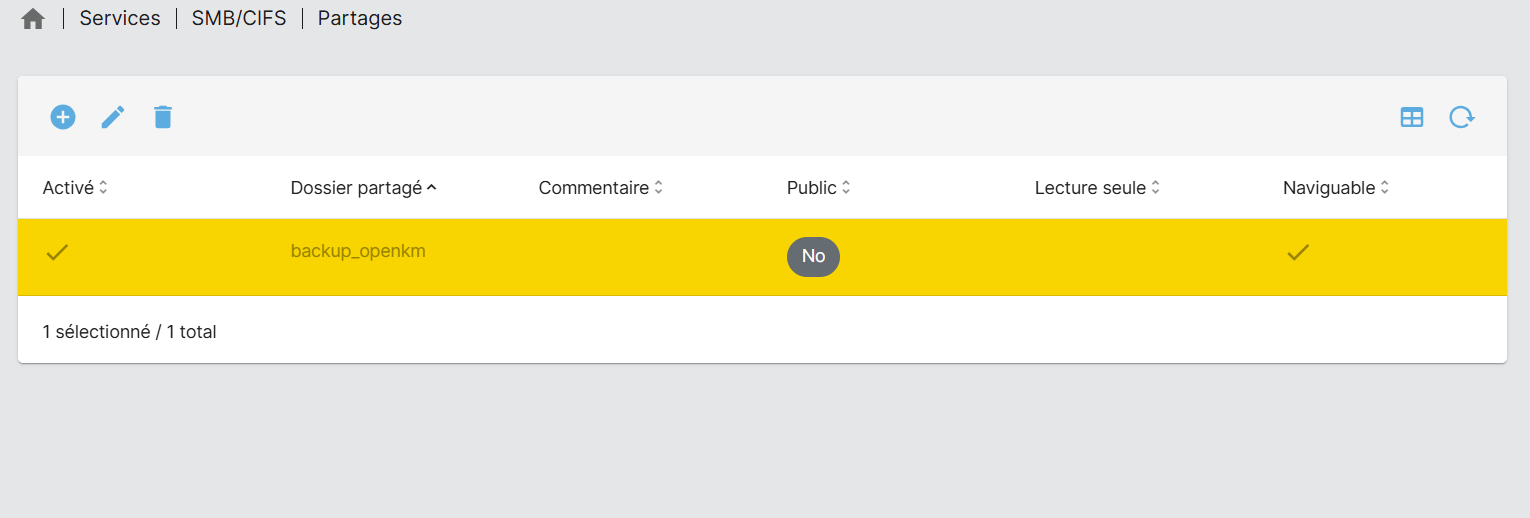 Services | SMB/CIFS | Partages
Activé Dossier partagé Commentaire Public Lecture seule Naviguable
backup_openkm No
1 sélectionné / 1 total